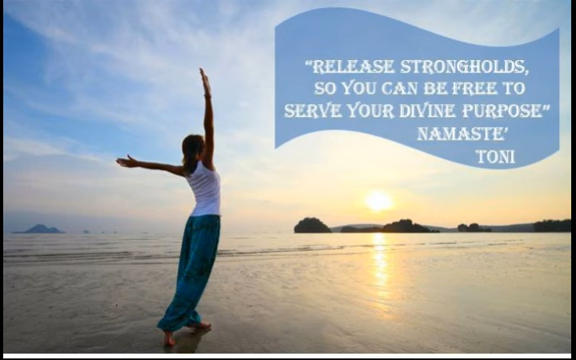 “RELEASE STRONGHOLDS,
SO YOU CAN BE FREE TO
SERVE YOUR DIVINE PURPOSE”
NAMASTE’
TONI